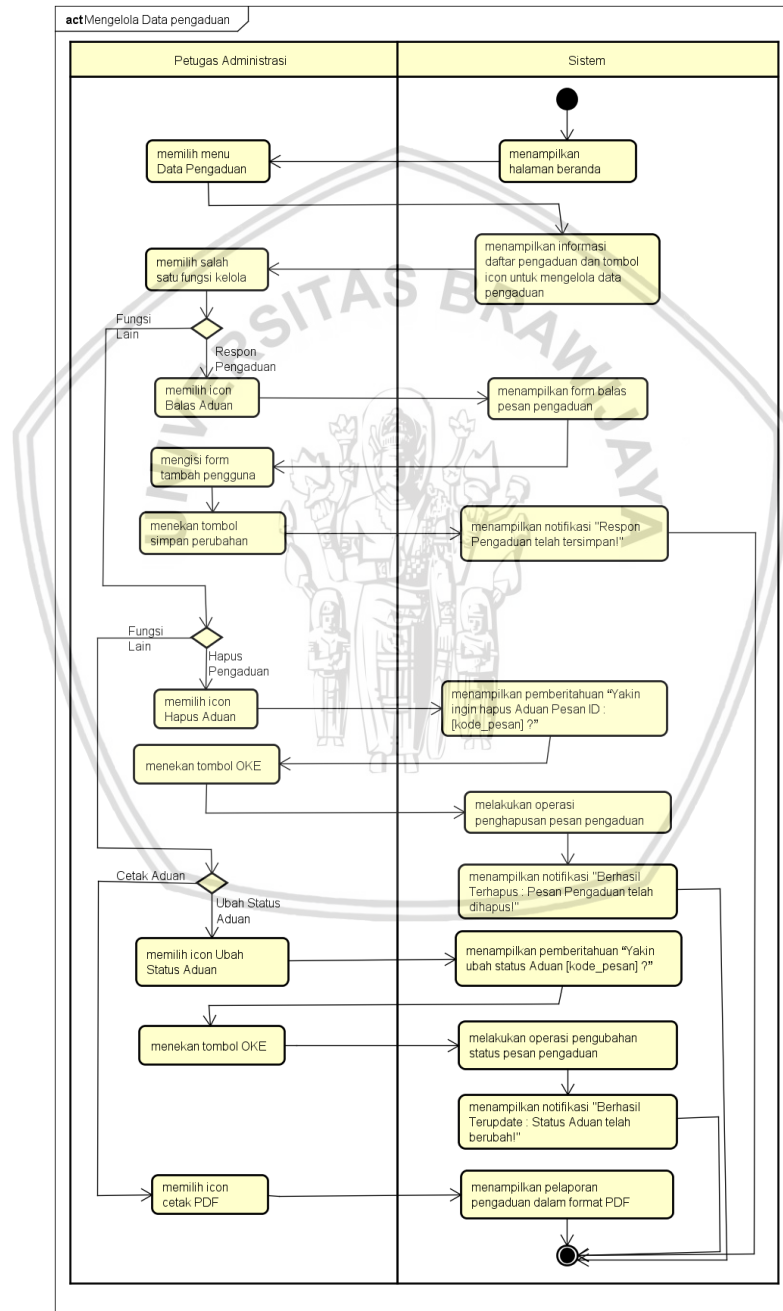 act Mengelola Data pengaduan
Petugas Administrasi
Sistem
menampilkan
halaman beranda
memilih menu
Data Pengaduan
menampilkan informasi
daftar pengaduan dan tombol
icon untuk mengelola data
pengaduan
memilih salah
satu fungsi kelola
Fungsi
Lain
Respon
Pengaduan
memilih icon
Balas Aduan
menampilkan form balas
pesan pengaduan
mengisi form
tambah pengguna
menekan tombol
simpan perubahan
menampilkan notifikasi "Respon
Pengaduan telah tersimpan!"
Fungsi
Lain
Hapus
Pengaduan
memilih icon
Hapus Aduan
menampilkan pemberitahuan “Yakin
ingin hapus Aduan Pesan ID :
[kode_pesan] ?”
menekan tombol OKE
melakukan operasi
penghapusan pesan pengaduan
menampilkan notifikasi "Berhasil
Terhapus : Pesan Pengaduan telah
dihapus!"
Cetak Aduan
Ubah Status
Aduan
memilih icon Ubah
Status Aduan
menampilkan pemberitahuan “Yakin
ubah status Aduan [kode_pesan] ?”
menekan tombol OKE
melakukan operasi pengubahan
status pesan pengaduan
menampilkan notifikasi "Berhasil
Terupdate : Status Aduan telah
berubah!"
memilih icon
cetak PDF
menampilkan pelaporan
pengaduan dalam format PDF
UNIVERSITAS BRAWIJAYA